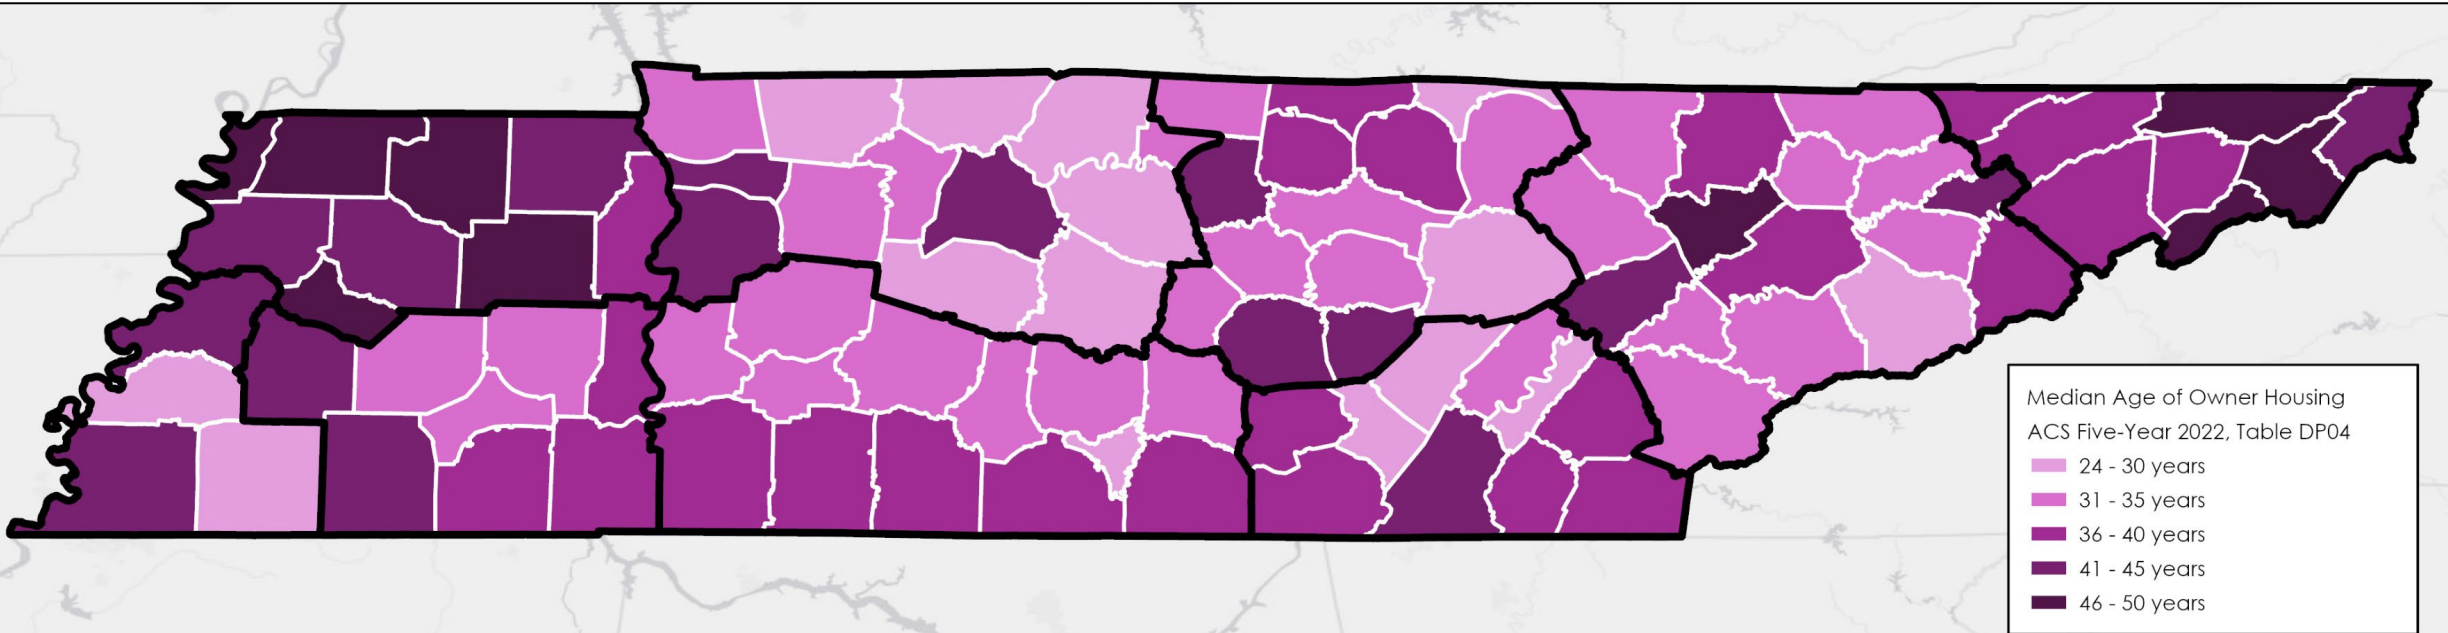 Median Age of Owner Housing
ACS Five-Year 2022, Table DP04
24 - 30 years
31 - 35 years
36 - 40 years
41 - 45 years
46 - 50 years